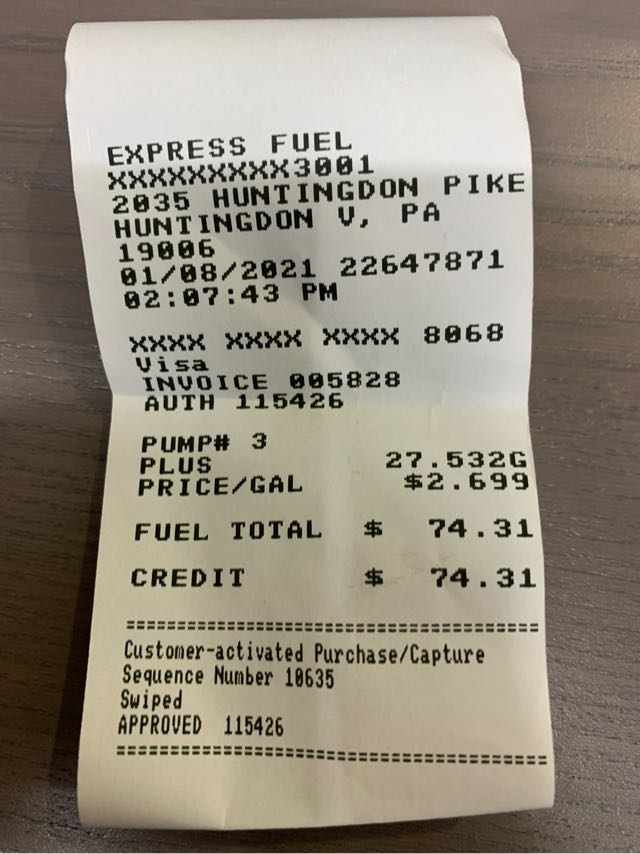 EXPRESS FUEL
XXXXXXXXX3001
2035 HUNTINGDON PIKE
HUNTINGDON V, PA
19006
01/08/2021 22647871
02:07:43 PM
XXXX XXXX XXXX 8068
Visa
INVOICE 005828
AUTH 115426
PUMP# 3
PLUS 27.532G
PRICE/GAL $2.699
FUEL TOTAL $ 74.31
CREDIT $ 74.31
=========================================
Customer-activated Purchase/Capture
Sequence Number 10635
Swiped
APPROVED 115426
=========================================